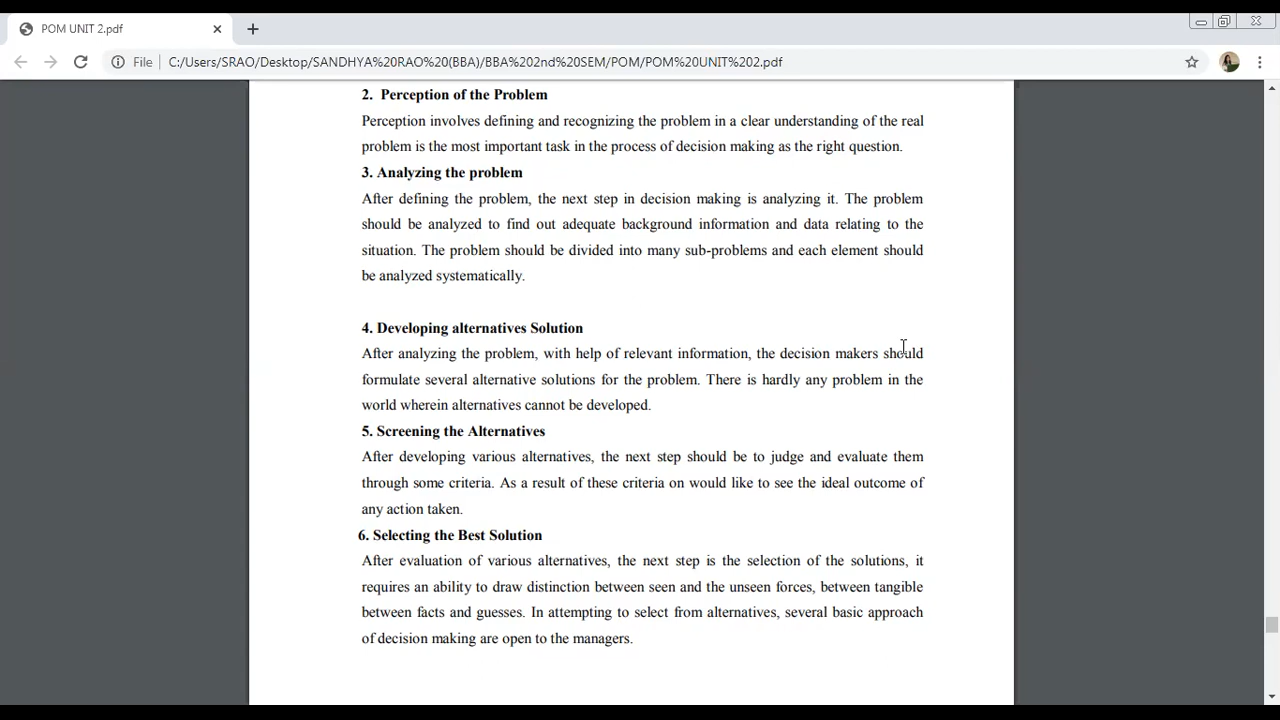 POM UNIT 2.pdf
File
C:/Users/SRAO/Desktop/SANDHYA%20RAO%20(BBA)/BBA%202nd%20SEM/POM/POM%20UNIT%202.pdf
2. Perception of the Problem
Perception involves defining and recognizing the problem in a clear understanding of the real
problem is the most important task in the process of decision making as the right question.
3. Analyzing the problem
After defining the problem, the next step in decision making is analyzing it. The problem
should be analyzed to find out adequate background information and data relating to the
situation. The problem should be divided into many sub-problems and each element should
be analyzed systematically.
4. Developing alternatives Solution
After analyzing the problem, with help of relevant information, the decision makers should
formulate several alternative solutions for the problem. There is hardly any problem in the
world wherein alternatives cannot be developed.
5. Screening the Alternatives
After developing various alternatives, the next step should be to judge and evaluate them
through some criteria. As a result of these criteria on would like to see the ideal outcome of
any action taken.
6. Selecting the Best Solution
After evaluation of various alternatives, the next step is the selection of the solutions, it
requires an ability to draw distinction between seen and the unseen forces, between tangible
between facts and guesses. In attempting to select from alternatives, several basic approach
of decision making are open to the managers.